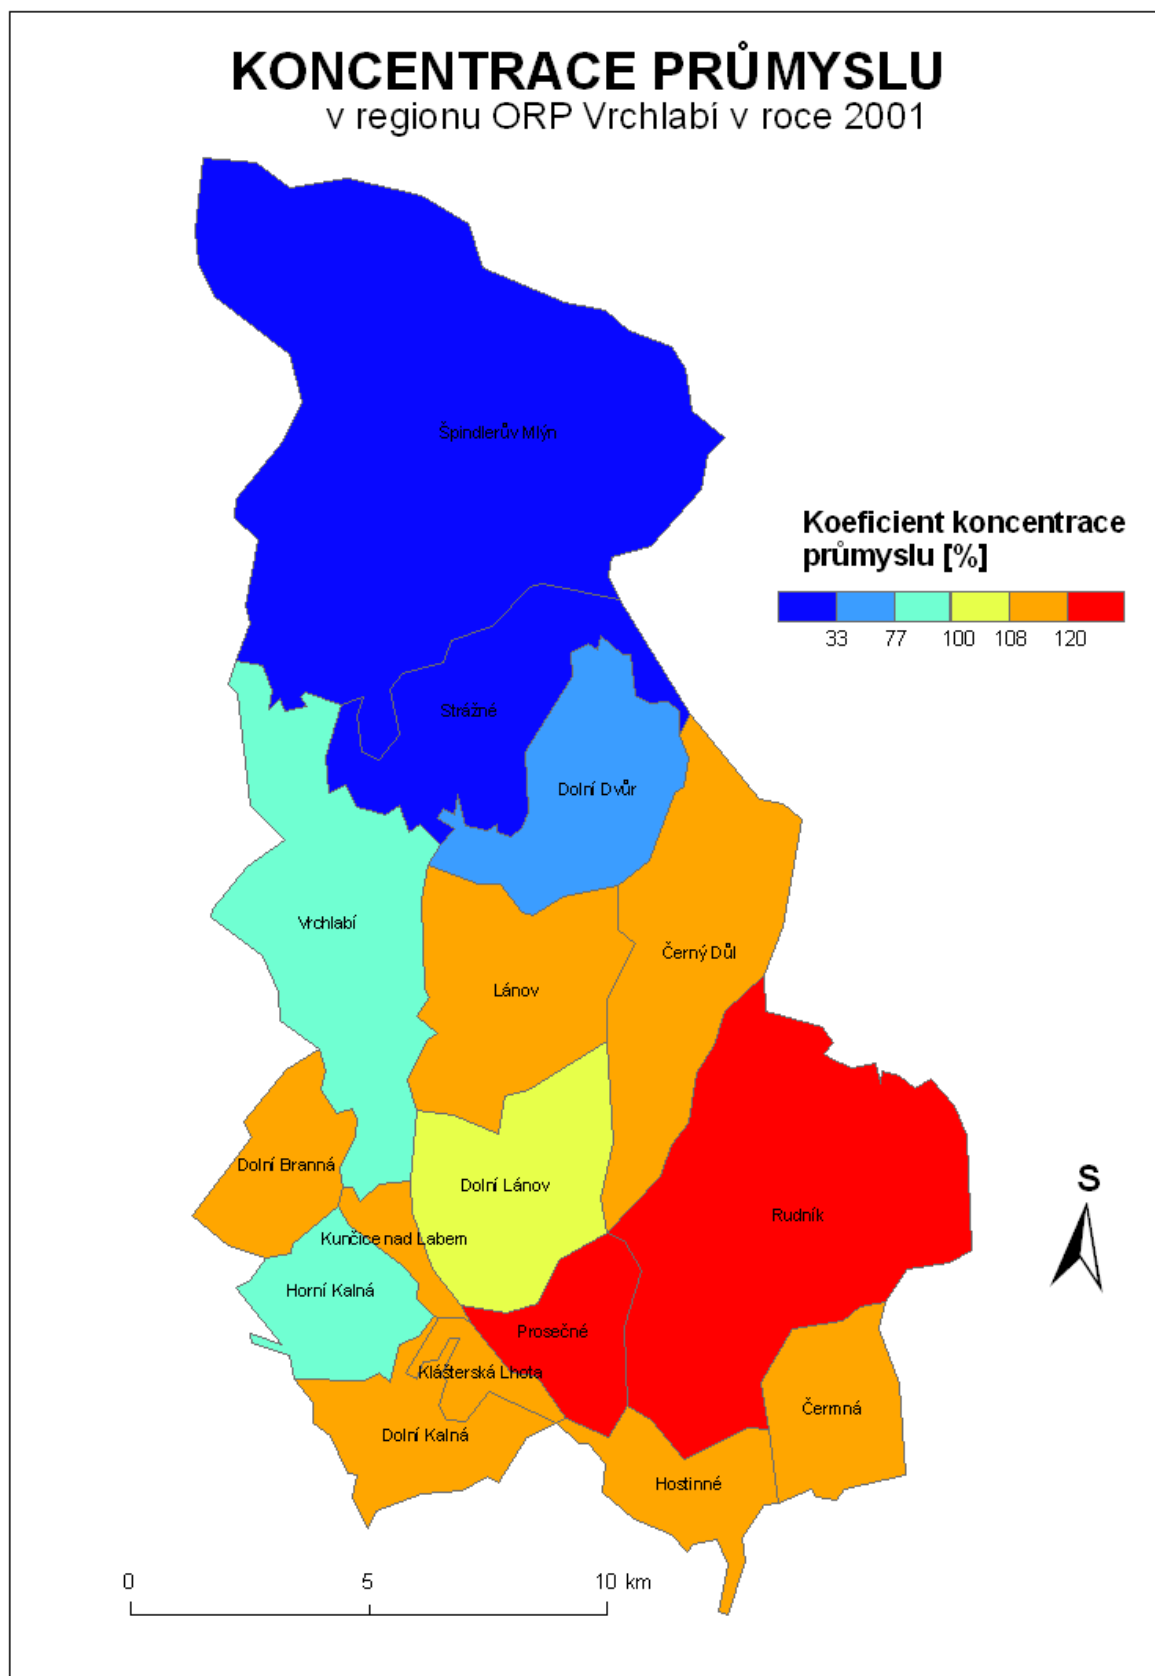 KONCENTRACE PRŮMYSLU
v regionu ORP Vrchlabí v roce 2001
Špindlerův Mlýn
Koeficient koncentrace
průmyslu [%]
33 77 100 108 120
Strážné
Dolní Dvůr
Vrchlabí
Černý Důl
Lánov
Dolní Branná
Dolní Lánov
S
Rudník
Kunčice nad Labem
Horní Kalná
Prosečné
Klášterská Lhota
Čermná
Dolní Kalná
Hostinné
0 5 10 km